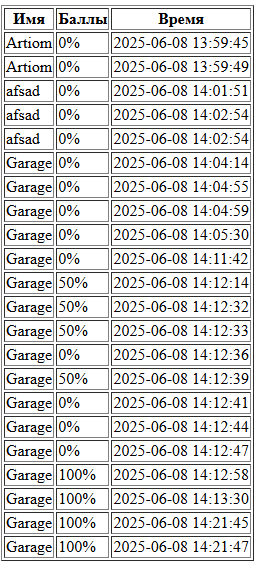 Имя Баллы Время
Artiom 0% 2025-06-08 13:59:45
Artiom 0% 2025-06-08 13:59:49
afsad 0% 2025-06-08 14:01:51
afsad 0% 2025-06-08 14:02:54
afsad 0% 2025-06-08 14:02:54
Garage 0% 2025-06-08 14:04:14
Garage 0% 2025-06-08 14:04:55
Garage 0% 2025-06-08 14:04:59
Garage 0% 2025-06-08 14:05:30
Garage 0% 2025-06-08 14:11:42
Garage 50% 2025-06-08 14:12:14
Garage 50% 2025-06-08 14:12:32
Garage 50% 2025-06-08 14:12:33
Garage 0% 2025-06-08 14:12:36
Garage 50% 2025-06-08 14:12:39
Garage 0% 2025-06-08 14:12:41
Garage 0% 2025-06-08 14:12:44
Garage 0% 2025-06-08 14:12:47
Garage 100% 2025-06-08 14:12:58
Garage 100% 2025-06-08 14:13:30
Garage 100% 2025-06-08 14:21:45
Garage 100% 2025-06-08 14:21:47